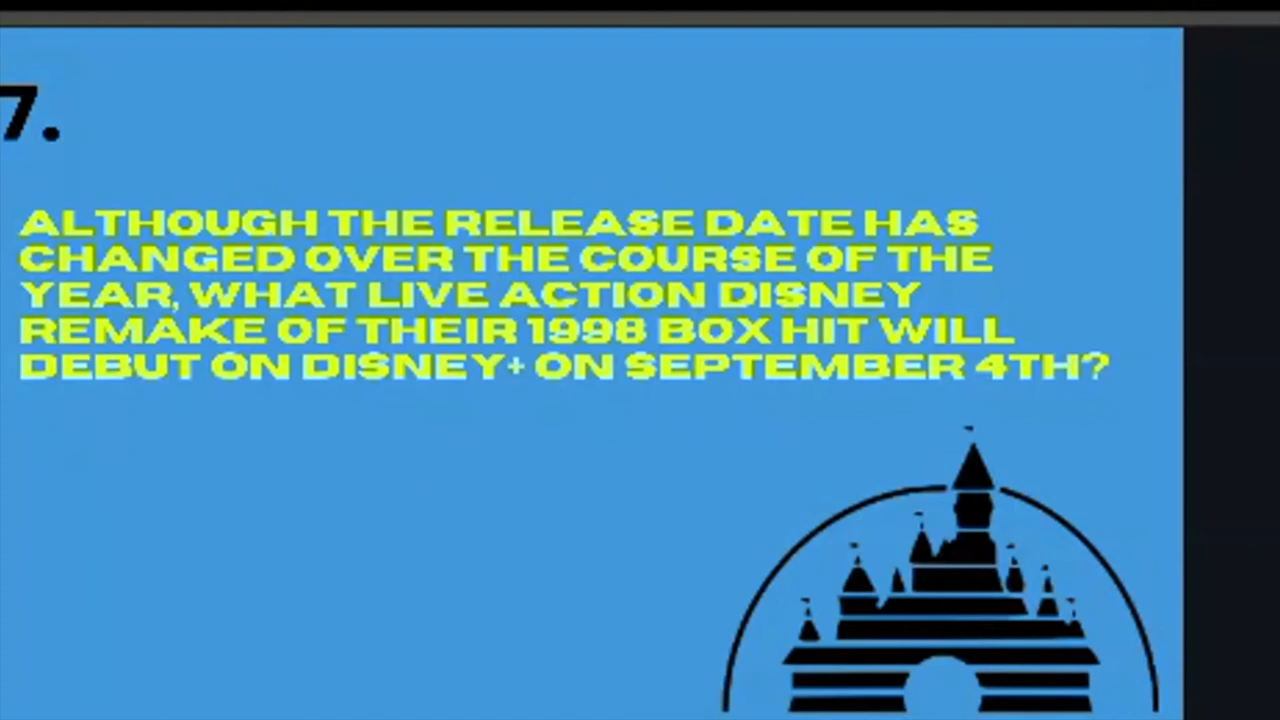 7.
ALTHOUGH THE RELEASE DATE HAS
CHANGED OVER THE COURSE OF THE
YEAR, WHAT LIVE ACTION DISNEY
REMAKE OF THEIR 1998 BOX HIT WILL
DEBUT ON DISNEY+ ON SEPTEMBER 4TH?